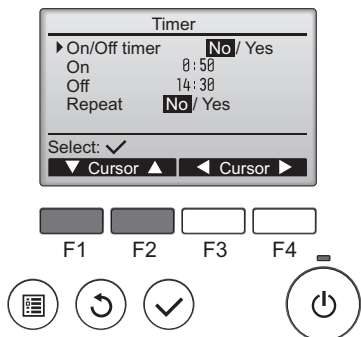 Timer
On/Off timer No / Yes
On 0:50
Off 14:30
Repeat No / Yes
Select: ✓
▼ Cursor ▲ ◀ Cursor ▶
F1 F2 F3 F4